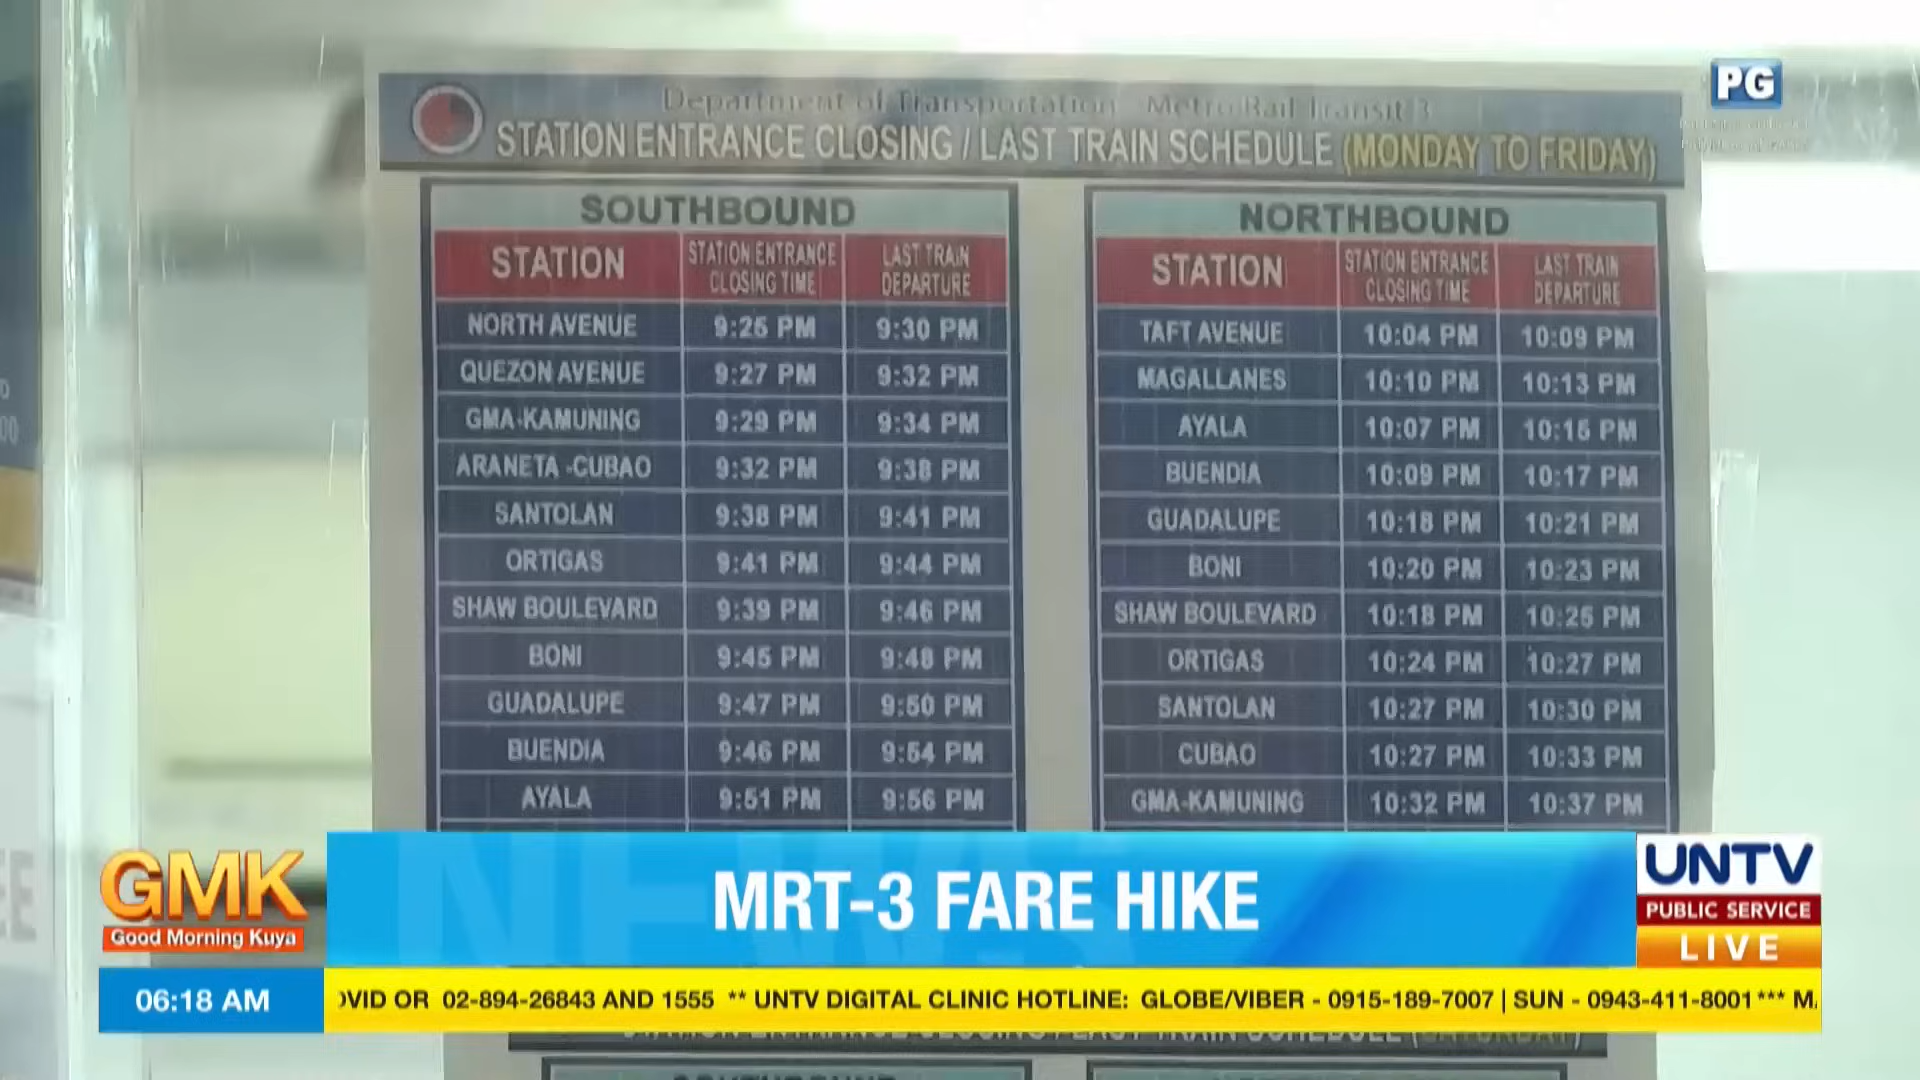 PG
Department of Transportation - Metro Rail Transit 3
STATION ENTRANCE CLOSING / LAST TRAIN SCHEDULE (MONDAY TO FRIDAY)
SOUTHBOUND
STATION STATION ENTRANCE CLOSING TIME LAST TRAIN DEPARTURE
NORTH AVENUE 9:25 PM 9:30 PM
QUEZON AVENUE 9:27 PM 9:32 PM
GMA-KAMUNING 9:29 PM 9:34 PM
ARANETA -CUBAO 9:32 PM 9:38 PM
SANTOLAN 9:38 PM 9:41 PM
ORTIGAS 9:41 PM 9:44 PM
SHAW BOULEVARD 9:39 PM 9:46 PM
BONI 9:45 PM 9:48 PM
GUADALUPE 9:47 PM 9:50 PM
BUENDIA 9:46 PM 9:54 PM
AYALA 9:51 PM 9:56 PM
NORTHBOUND
STATION STATION ENTRANCE CLOSING TIME LAST TRAIN DEPARTURE
TAFT AVENUE 10:04 PM 10:09 PM
MAGALLANES 10:10 PM 10:13 PM
AYALA 10:07 PM 10:15 PM
BUENDIA 10:09 PM 10:17 PM
GUADALUPE 10:18 PM 10:21 PM
BONI 10:20 PM 10:23 PM
SHAW BOULEVARD 10:18 PM 10:25 PM
ORTIGAS 10:24 PM 10:27 PM
SANTOLAN 10:27 PM 10:30 PM
CUBAO 10:27 PM 10:33 PM
GMA-KAMUNING 10:32 PM 10:37 PM
GMK
Good Morning Kuya
MRT-3 FARE HIKE
UNTV
PUBLIC SERVICE
LIVE
06:18 AM
OVID OR 02-894-26843 AND 1555 ** UNTV DIGITAL CLINIC HOTLINE: GLOBE/VIBER - 0915-189-7007 | SUN - 0943-411-8001 ***